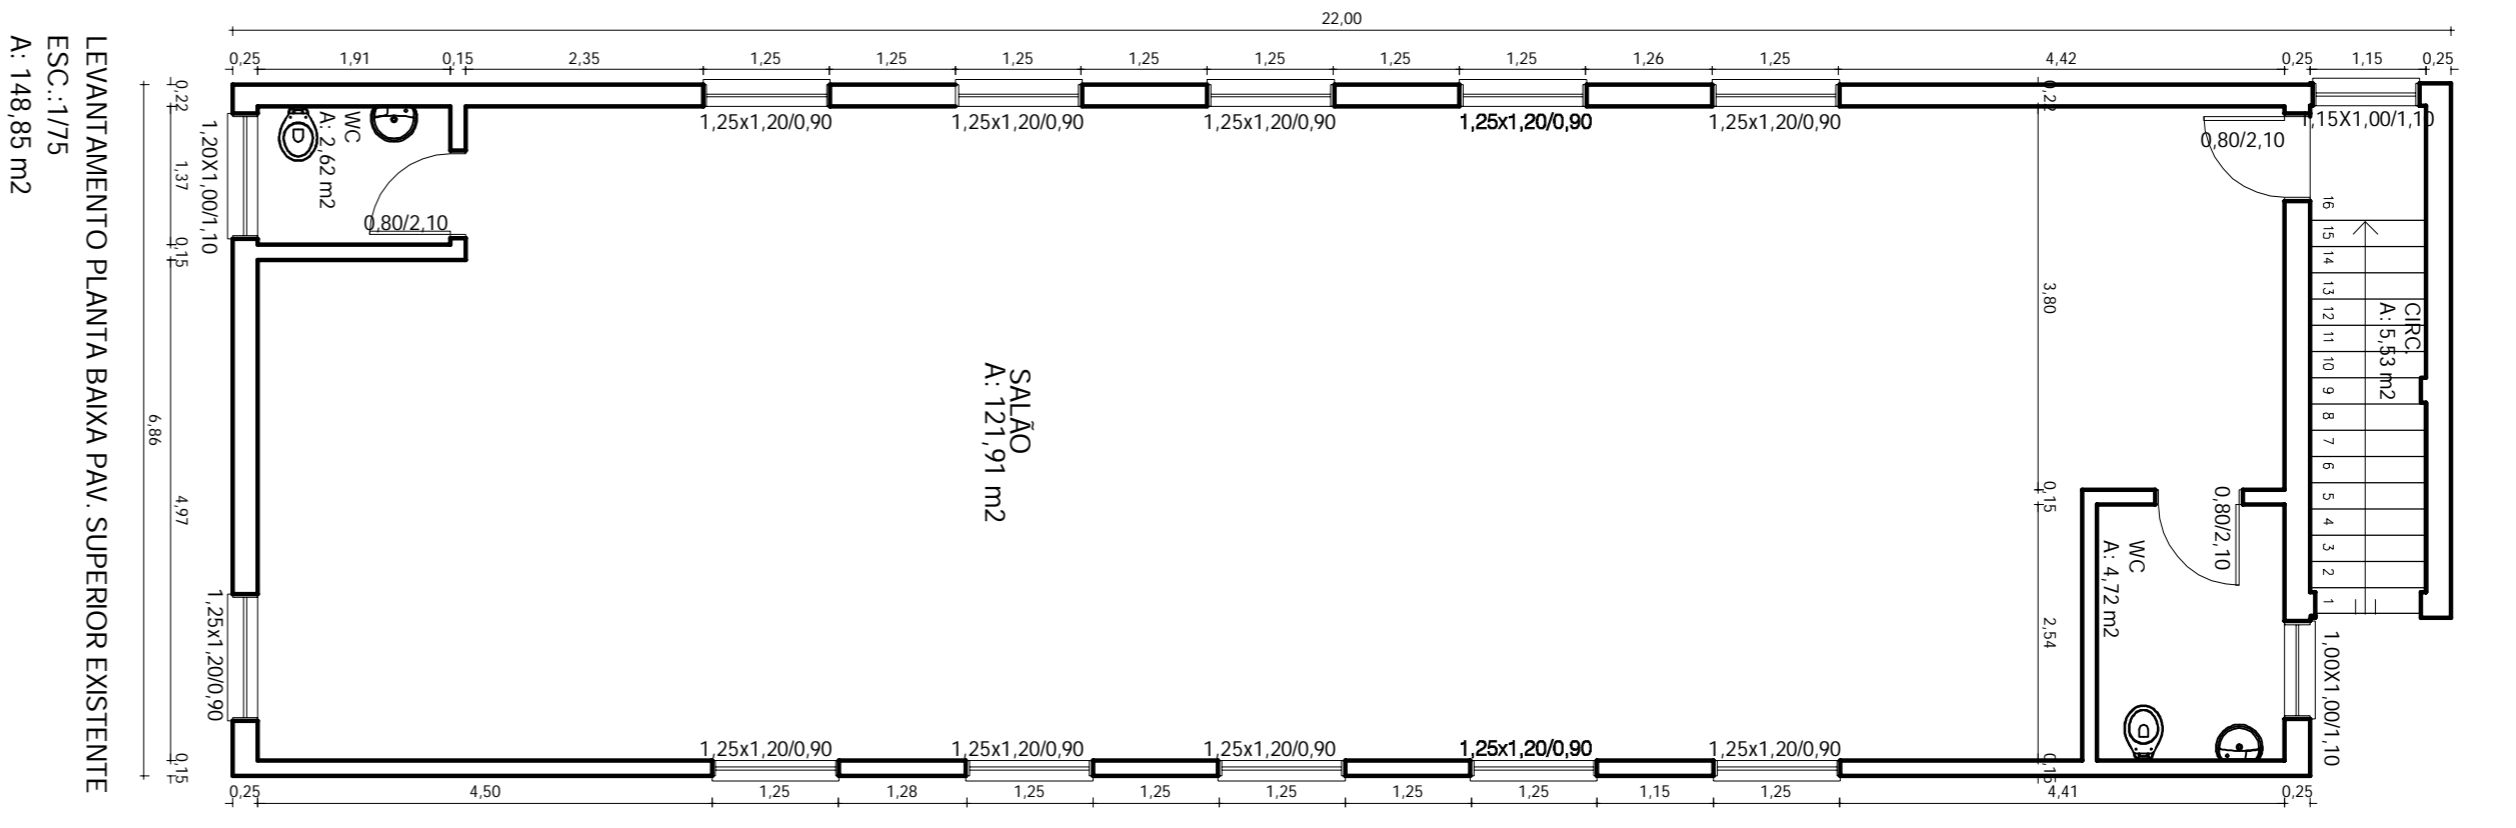 22,00
0,25 1,91 0,15 2,35 1,25 1,25 1,25 1,25 1,25 1,25 1,25 1,26 1,25 4,42 0,25 1,15 0,25
1,25x1,20/0,90 1,25x1,20/0,90 1,25x1,20/0,90 1,25x1,20/0,90 1,25x1,20/0,90
1,15X1,00/1,10
0,80/2,10
0,80/2,10
WC
A: 2,62 m2
1,20X1,00/1,10
0,22
1,37
0,15
4,97
0,15
6,86
1,25x1,20/0,90
SALÃO
A: 121,91 m2
0,22
3,80
0,15
2,54
0,15
0,80/2,10
WC
A: 4,72 m2
1,00X1,00/1,10
CIRC.
A: 5,53 m2
16
15
14
13
12
11
10
9
8
7
6
5
4
3
2
1
1,25x1,20/0,90 1,25x1,20/0,90 1,25x1,20/0,90 1,25x1,20/0,90 1,25x1,20/0,90
0,25 4,50 1,25 1,28 1,25 1,25 1,25 1,25 1,25 1,15 1,25 4,41 0,25
LEVANTAMENTO PLANTA BAIXA PAV. SUPERIOR EXISTENTE
ESC.:1/75
A: 148,85 m2